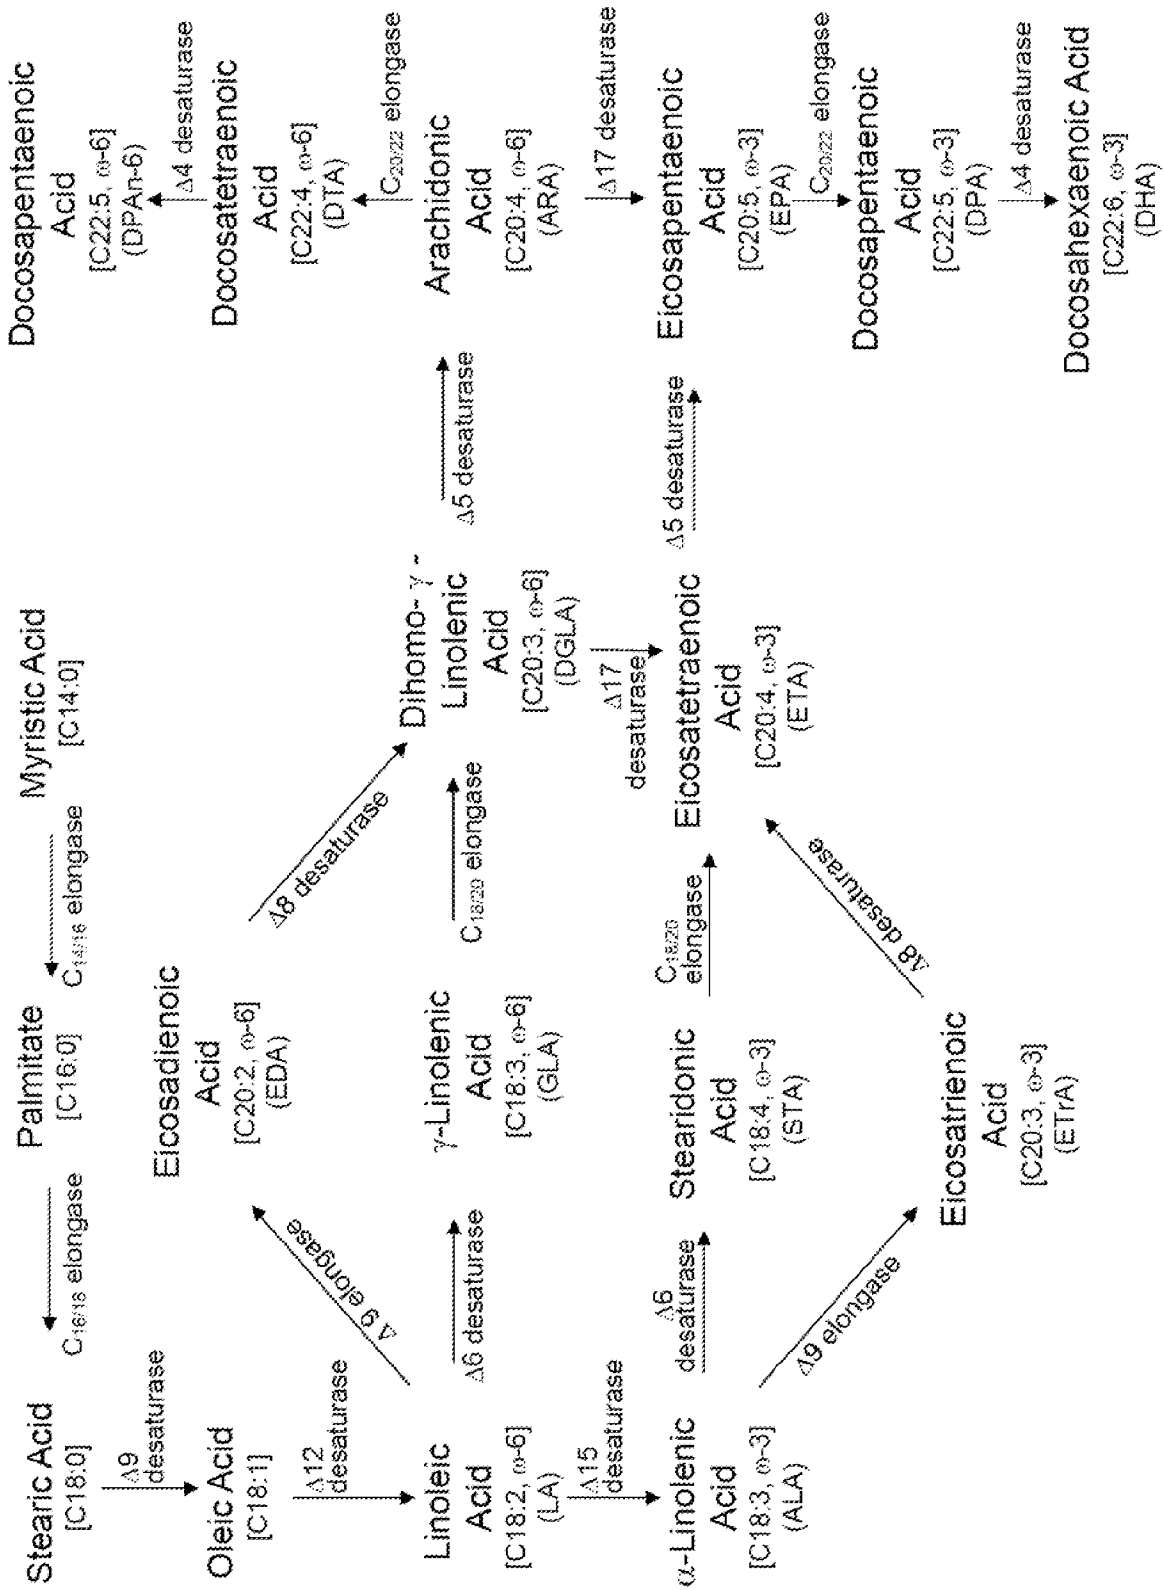 Stearic Acid
[C18:0]
C16/18 elongase
Palmitate
[C16:0]
C14/16 elongase
Myristic Acid
[C14:0]
Δ9
desaturase
Oleic Acid
[C18:1]
Δ12
desaturase
Linoleic
Acid
[C18:2, ω-6]
(LA)
Δ 9 elongase
Eicosadienoic
Acid
[C20:2, ω-6]
(EDA)
Δ8 desaturase
Δ6 desaturase
γ-Linolenic
Acid
[C18:3, ω-6]
(GLA)
C18/20 elongase
Dihomo- γ -
Linolenic
Acid
[C20:3, ω-6]
(DGLA)
Δ5 desaturase
Arachidonic
Acid
[C20:4, ω-6]
(ARA)
C20/22 elongase
Docosatetraenoic
Acid
[C22:4, ω-6]
(DTA)
Δ4 desaturase
Docosapentaenoic
Acid
[C22:5, ω-6]
(DPAn-6)
Δ15
desaturase
α-Linolenic
Acid
[C18:3, ω-3]
(ALA)
Δ6
desaturase
Stearidonic
Acid
[C18:4, ω-3]
(STA)
C18/20
elongase
Δ17
desaturase
Eicosatetraenoic
Acid
[C20:4, ω-3]
(ETA)
Δ9 elongase
Eicosatrienoic
Acid
[C20:3, ω-3]
(ETrA)
Δ8 desaturase
Δ5 desaturase
Δ17 desaturase
Eicosapentaenoic
Acid
[C20:5, ω-3]
(EPA)
C20/22 elongase
Docosapentaenoic
Acid
[C22:5, ω-3]
(DPA)
Δ4 desaturase
Docosahexaenoic Acid
[C22:6, ω-3]
(DHA)